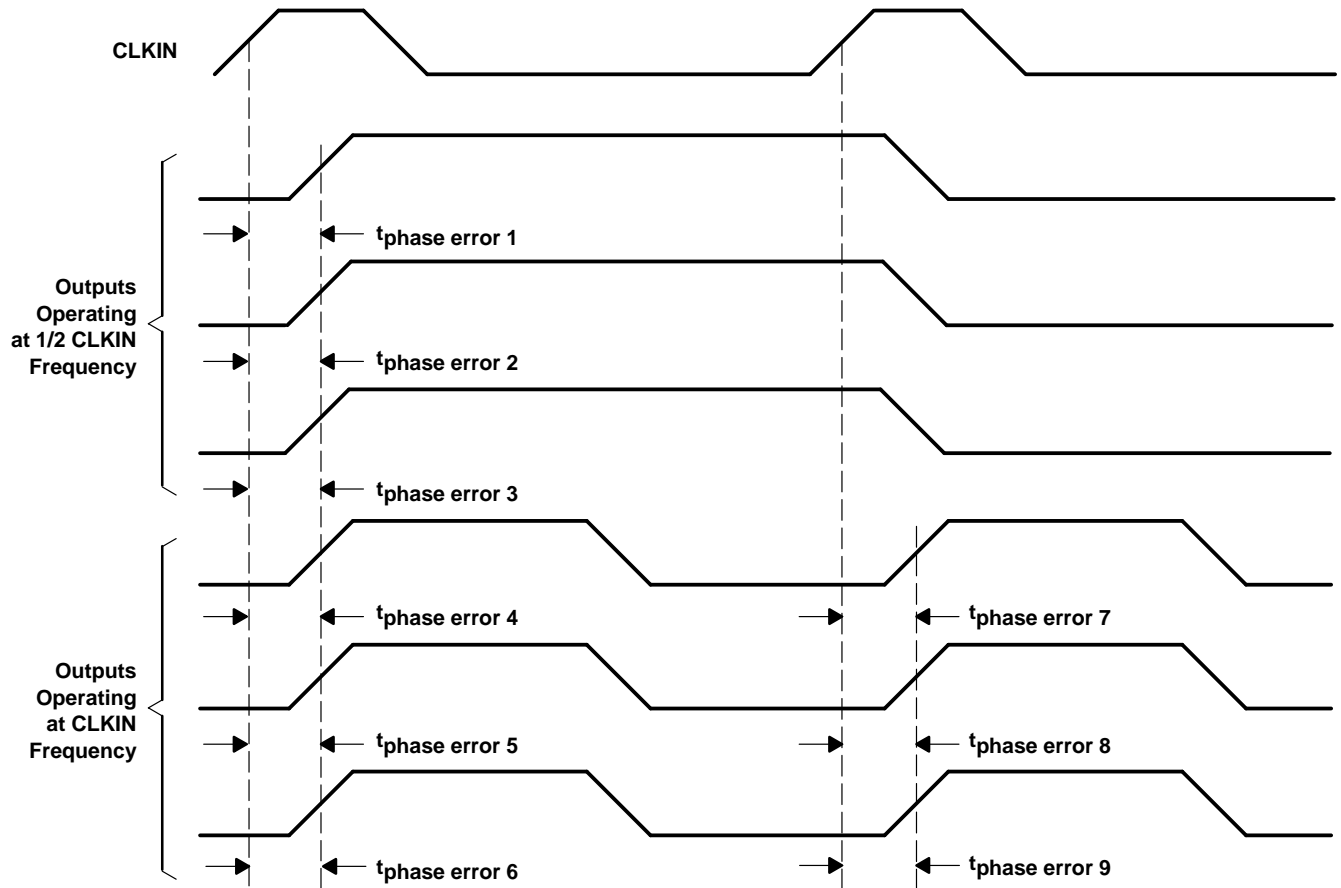 CLKIN
Outputs
Operating
at 1/2 CLKIN
Frequency
tphase error 1
tphase error 2
tphase error 3
Outputs
Operating
at CLKIN
Frequency
tphase error 4
tphase error 7
tphase error 5
tphase error 8
tphase error 6
tphase error 9